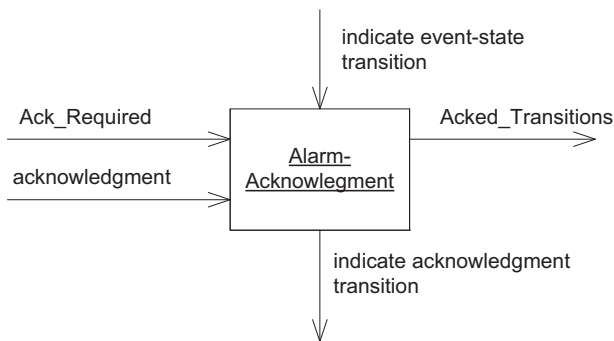 indicate event-state
transition
Ack_Required
Acked_Transitions
acknowledgment
Alarm-
Acknowlegment
indicate acknowledgment
transition